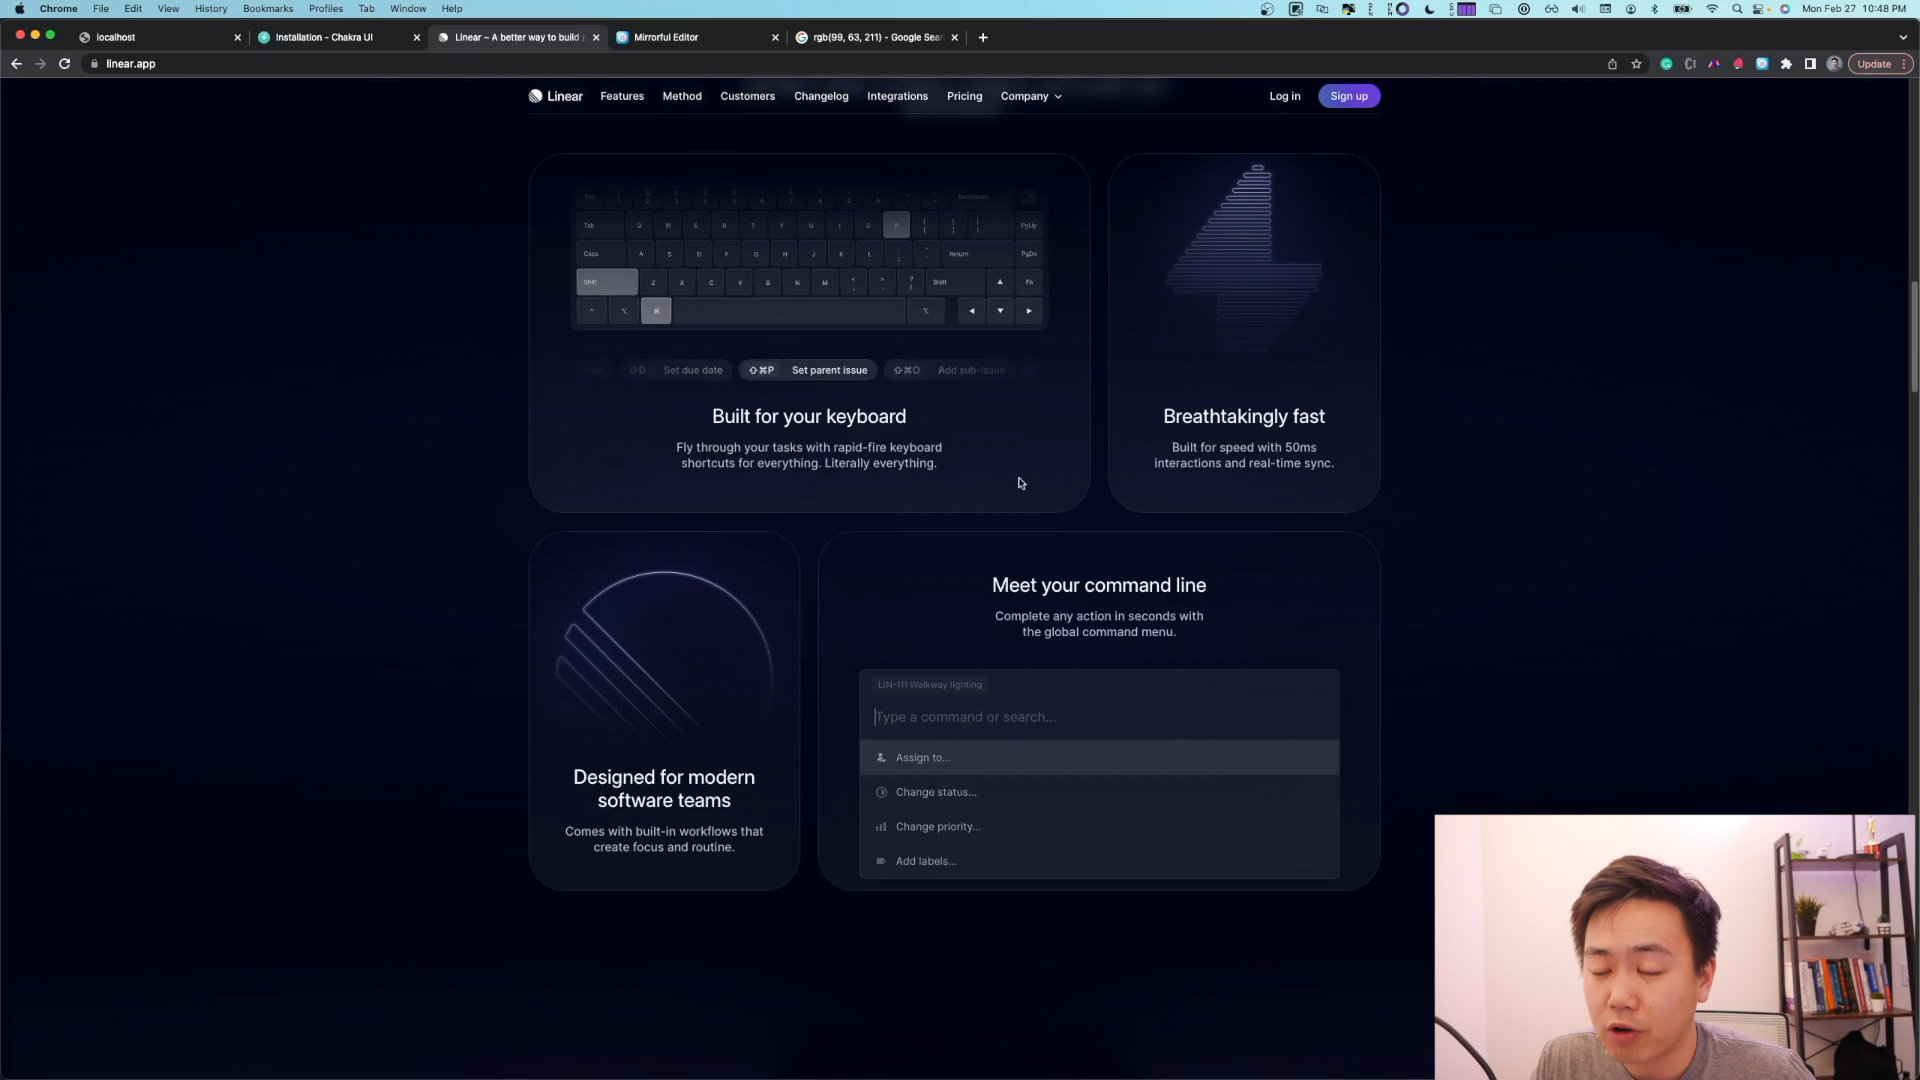 Chrome File Edit View History Bookmarks Profiles Tab Window Help Mon Feb 27 10:48 PM
localhost Installation - Chakra UI Linear – A better way to build Mirrorful Editor rgb(99, 63, 211) - Google Sear
linear.app Update
Linear Features Method Customers Changelog Integrations Pricing Company Log in Sign up
Tab Q W E R T Y U I O P { [ } ] | \ PgUp
Caps A S D F G H J K L : ; Return PgDn
Shift Z X C V B N M < , > . ? / Shift ▲ Fn
⌃ ⌥ ⌘ ⌥ ◀ ▼ ▶
⇧D Set due date ⇧⌘P Set parent issue ⇧⌘O Add sub-issue
Built for your keyboard
Fly through your tasks with rapid-fire keyboard
shortcuts for everything. Literally everything.
Breathtakingly fast
Built for speed with 50ms
interactions and real-time sync.
Designed for modern
software teams
Comes with built-in workflows that
create focus and routine.
Meet your command line
Complete any action in seconds with
the global command menu.
LIN-111 Walkway lighting
Type a command or search...
Assign to...
Change status...
Change priority...
Add labels...